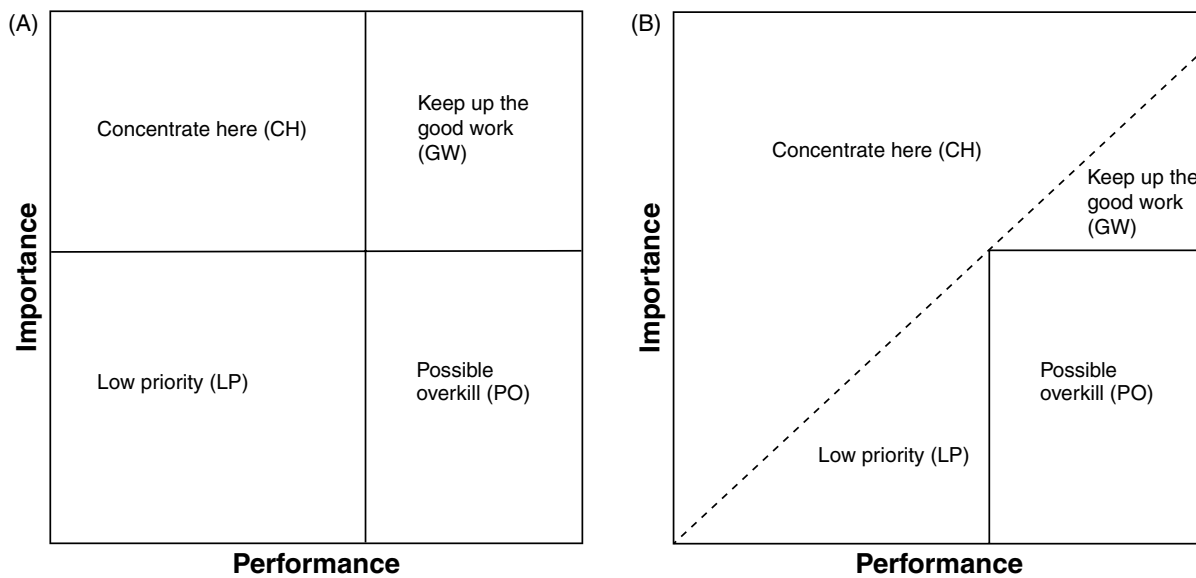 (A)
Concentrate here (CH)
Keep up the
good work
(GW)
Low priority (LP)
Possible
overkill (PO)
Importance
Performance
(B)
Concentrate here (CH)
Keep up the
good work
(GW)
Low priority (LP)
Possible
overkill (PO)
Importance
Performance